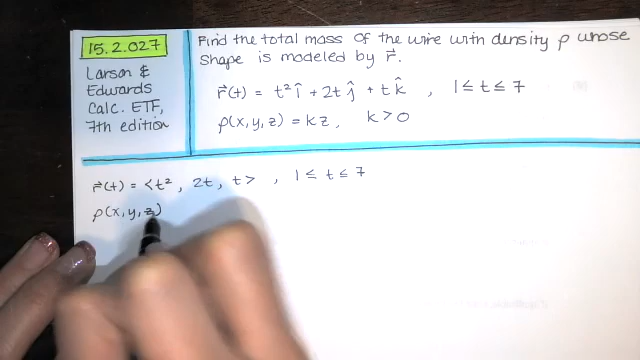 15.2.027
Larson &
Edwards
Calc. ETF,
7th edition
Find the total mass of the wire with density ρ whose
shape is modeled by r⃗.
r⃗(t) = t² î + 2t ĵ + t k̂ , 1 ≤ t ≤ 7
ρ(x, y, z) = kz, k > 0
r⃗(t) = <t², 2t, t> , 1 ≤ t ≤ 7
ρ(x, y, z)